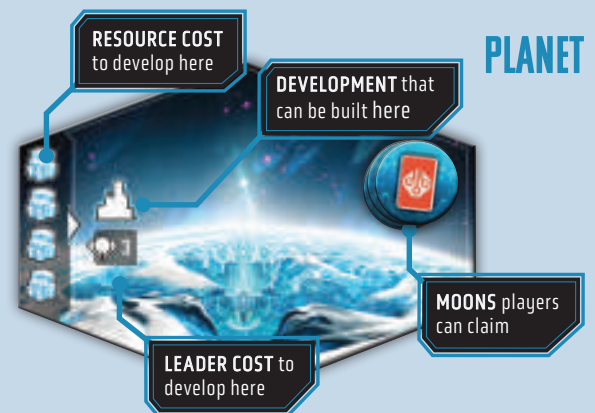 PLANET
RESOURCE COST
to develop here
DEVELOPMENT that
can be built here
MOONS players
can claim
LEADER COST to
develop here